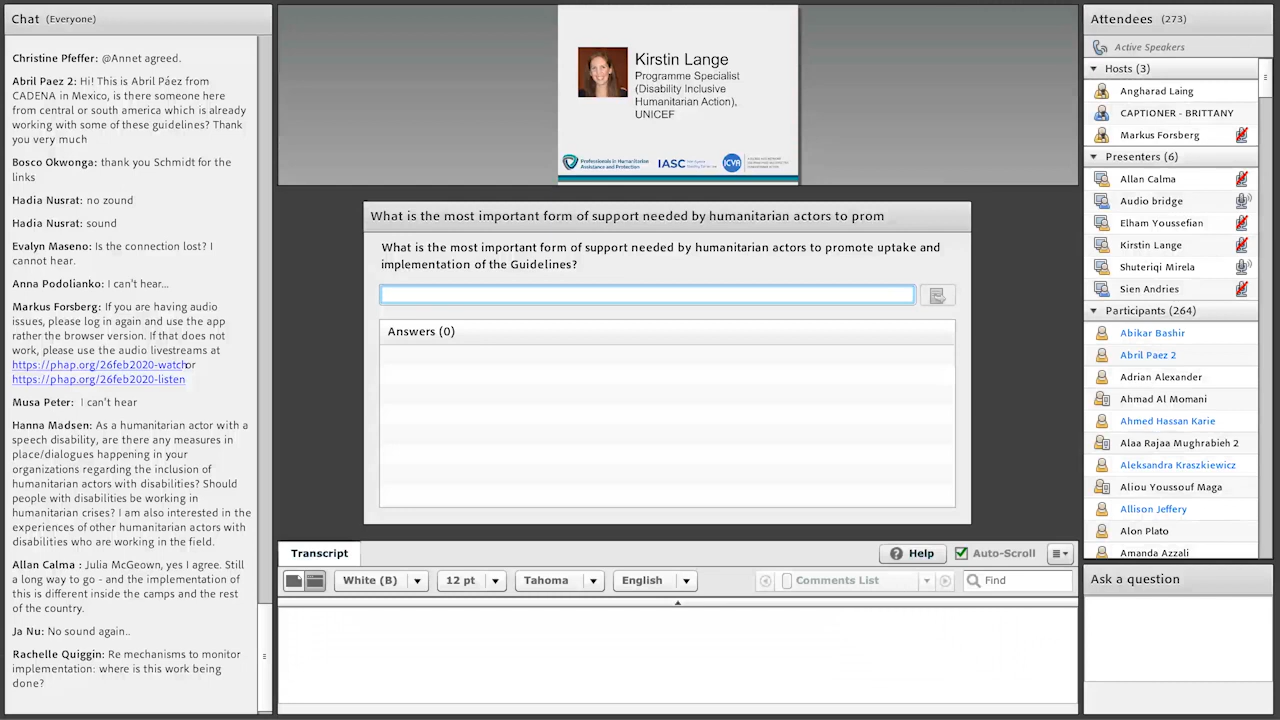 Chat (Everyone)
Christine Pfeffer: @Annet agreed.
Abril Paez 2: Hi! This is Abril Páez from
CADENA in Mexico, is there someone here
from central or south america which is already
working with some of these guidelines? Thank
you very much
Bosco Okwonga: thank you Schmidt for the
links
Hadia Nusrat: no zound
Hadia Nusrat: sound
Evalyn Maseno: Is the connection lost? I
cannot hear.
Anna Podolianko: I can't hear...
Markus Forsberg: If you are having audio
issues, please log in again and use the app
rather the browser version. If that does not
work, please use the audio livestreams at
https://phap.org/26feb2020-watch or
https://phap.org/26feb2020-listen
Musa Peter: I can't hear
Hanna Madsen: As a humanitarian actor with a
speech disability, are there any measures in
place/dialogues happening in your
organizations regarding the inclusion of
humanitarian actors with disabilities? Should
people with disabilities be working in
humanitarian crises? I am also interested in the
experiences of other humanitarian actors with
disabilities who are working in the field.
Allan Calma : Julia McGeown, yes I agree. Still
a long way to go - and the implementation of
this is different inside the camps and the rest
of the country.
Ja Nu: No sound again..
Rachelle Quiggin: Re mechanisms to monitor
implementation: where is this work being
done?
Kirstin Lange
Programme Specialist
(Disability Inclusive
Humanitarian Action),
UNICEF
Professionals in Humanitarian
Assistance and Protection
IASC
ICVA
What is the most important form of support needed by humanitarian actors to prom
What is the most important form of support needed by humanitarian actors to promote uptake and
implementation of the Guidelines?
Answers (0)
Transcript
Help
Auto-Scroll
White (B)
12 pt
Tahoma
English
Comments List
Find
Attendees (273)
Active Speakers
Hosts (3)
Angharad Laing
CAPTIONER - BRITTANY
Markus Forsberg
Presenters (6)
Allan Calma
Audio bridge
Elham Youssefian
Kirstin Lange
Shuteriqi Mirela
Sien Andries
Participants (264)
Abikar Bashir
Abril Paez 2
Adrian Alexander
Ahmad Al Momani
Ahmed Hassan Karie
Alaa Rajaa Mughrabieh 2
Aleksandra Kraszkiewicz
Aliou Youssouf Maga
Allison Jeffery
Alon Plato
Amanda Azzali
Ask a question